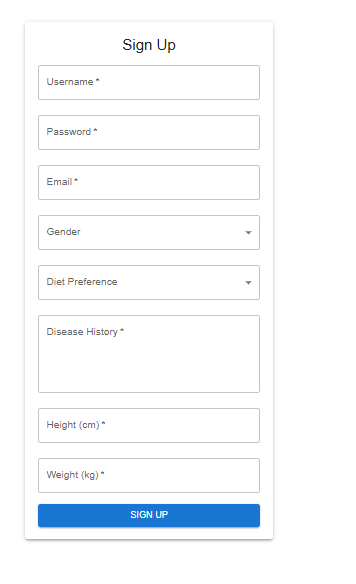 Sign Up
Username *
Password *
Email *
Gender
Diet Preference
Disease History *
Height (cm) *
Weight (kg) *
SIGN UP